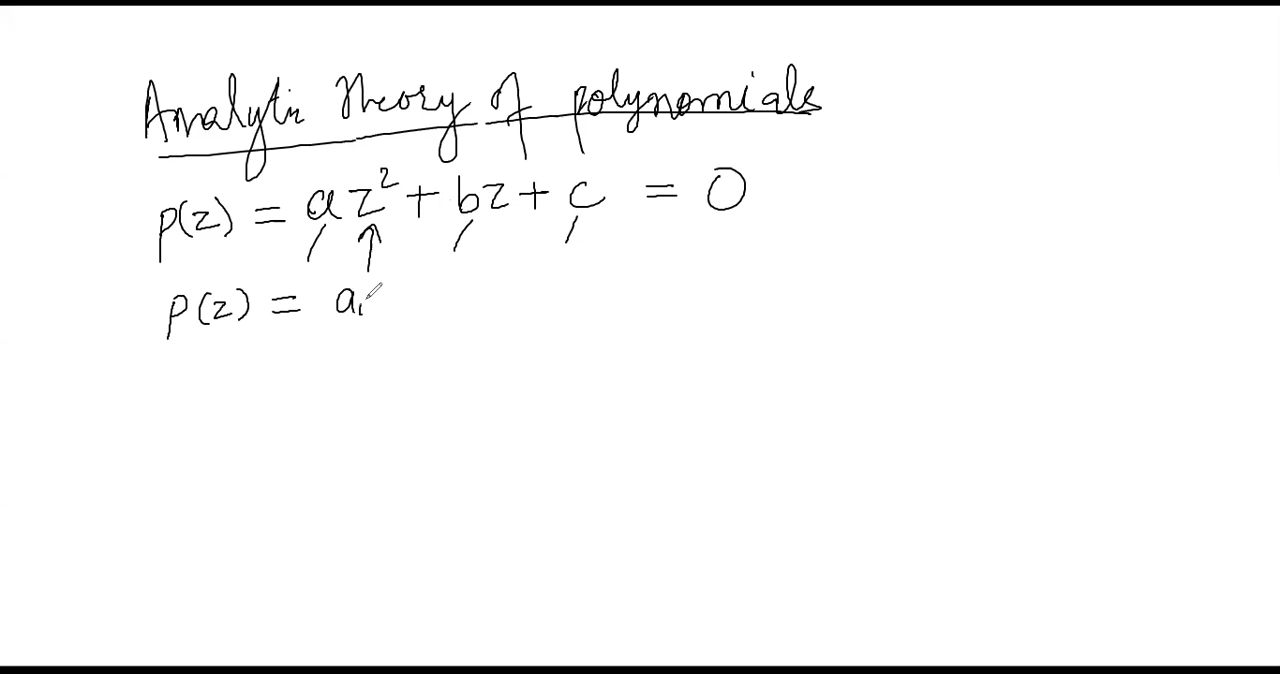 Analytic Theory of polynomials
p(z) = az² + bz + c = 0
p(z) = a